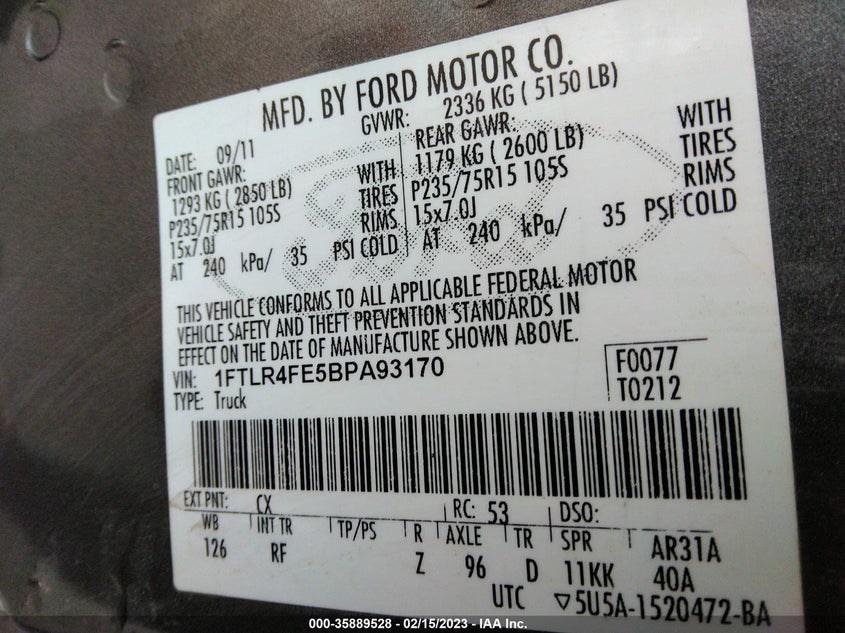 MFD. BY FORD MOTOR CO.
GVWR: 2336 KG ( 5150 LB)
DATE: 09/11
FRONT GAWR:
1293 KG ( 2850 LB) WITH
P235/75R15 105S TIRES
15x7.0J RIMS
AT 240 kPa/ 35 PSI COLD
REAR GAWR:
1179 KG ( 2600 LB) WITH
P235/75R15 105S TIRES
15x7.0J RIMS
AT 240 kPa/ 35 PSI COLD
THIS VEHICLE CONFORMS TO ALL APPLICABLE FEDERAL MOTOR
VEHICLE SAFETY AND THEFT PREVENTION STANDARDS IN
EFFECT ON THE DATE OF MANUFACTURE SHOWN ABOVE.
VIN: 1FTLR4FE5BPA93170
TYPE: Truck
F0077
T0212
EXT PNT: CX RC: 53 DSO:
WB INT TR TP/PS R AXLE TR SPR AR31A
126 RF Z 96 D 11KK 40A
UTC ▽5U5A-1520472-BA
000-35889528 - 02/15/2023 - IAA Inc.